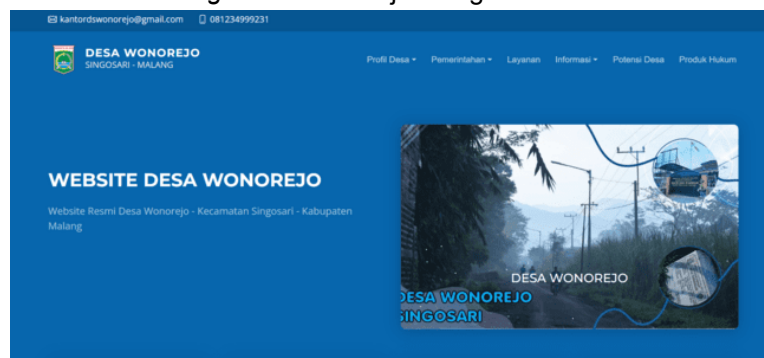 kantordswonorejo@gmail.com 081234999231
DESA WONOREJO
SINGOSARI - MALANG
Profil Desa Pemerintahan Layanan Informasi Potensi Desa Produk Hukum
WEBSITE DESA WONOREJO
Website Resmi Desa Wonorejo - Kecamatan Singosari - Kabupaten
Malang
DESA WONOREJO
DESA WONOREJO
SINGOSARI